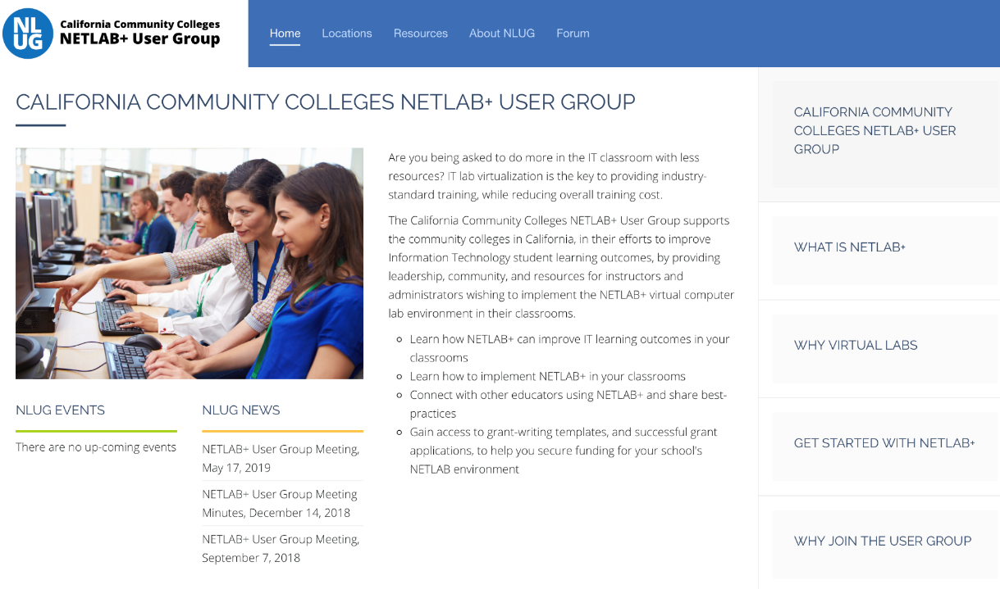 NL
UG
California Community Colleges
NETLAB+ User Group
Home
Locations
Resources
About NLUG
Forum
CALIFORNIA COMMUNITY COLLEGES NETLAB+ USER GROUP
Are you being asked to do more in the IT classroom with less
resources? IT lab virtualization is the key to providing industry-
standard training, while reducing overall training cost.
The California Community Colleges NETLAB+ User Group supports
the community colleges in California, in their efforts to improve
Information Technology student learning outcomes, by providing
leadership, community, and resources for instructors and
administrators wishing to implement the NETLAB+ virtual computer
lab environment in their classrooms.
Learn how NETLAB+ can improve IT learning outcomes in your
classrooms
Learn how to implement NETLAB+ in your classrooms
Connect with other educators using NETLAB+ and share best-
practices
Gain access to grant-writing templates, and successful grant
applications, to help you secure funding for your school's
NETLAB environment
NLUG EVENTS
There are no up-coming events
NLUG NEWS
NETLAB+ User Group Meeting,
May 17, 2019
NETLAB+ User Group Meeting
Minutes, December 14, 2018
NETLAB+ User Group Meeting,
September 7, 2018
CALIFORNIA COMMUNITY
COLLEGES NETLAB+ USER
GROUP
WHAT IS NETLAB+
WHY VIRTUAL LABS
GET STARTED WITH NETLAB+
WHY JOIN THE USER GROUP